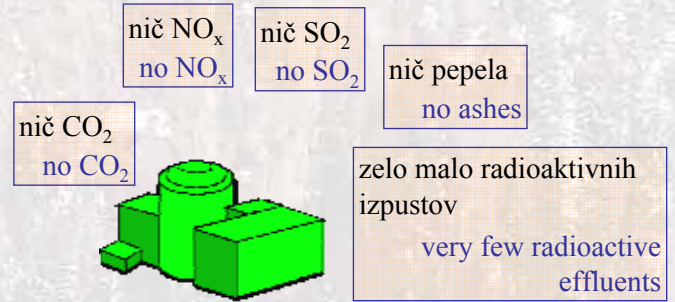 nič NOₓ
no NOₓ
nič SO₂
no SO₂
nič pepela
no ashes
nič CO₂
no CO₂
zelo malo radioaktivnih
izpustov
very few radioactive
effluents